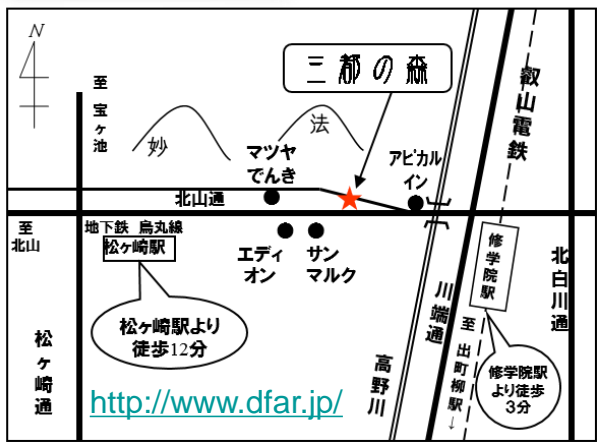 N
三都の森
至 宝ヶ池
妙
法
マツヤ
でんき
アピカル
イン
叡山電鉄
北山通
至
北山
地下鉄 烏丸線
松ヶ崎駅
エディ
オン
サン
マルク
修学院駅
北白川通
川端通
至 出町柳駅→
松ヶ崎駅より
徒歩12分
松ヶ崎通
高野川
修学院駅
より徒歩
3分
http://www.dfar.jp/